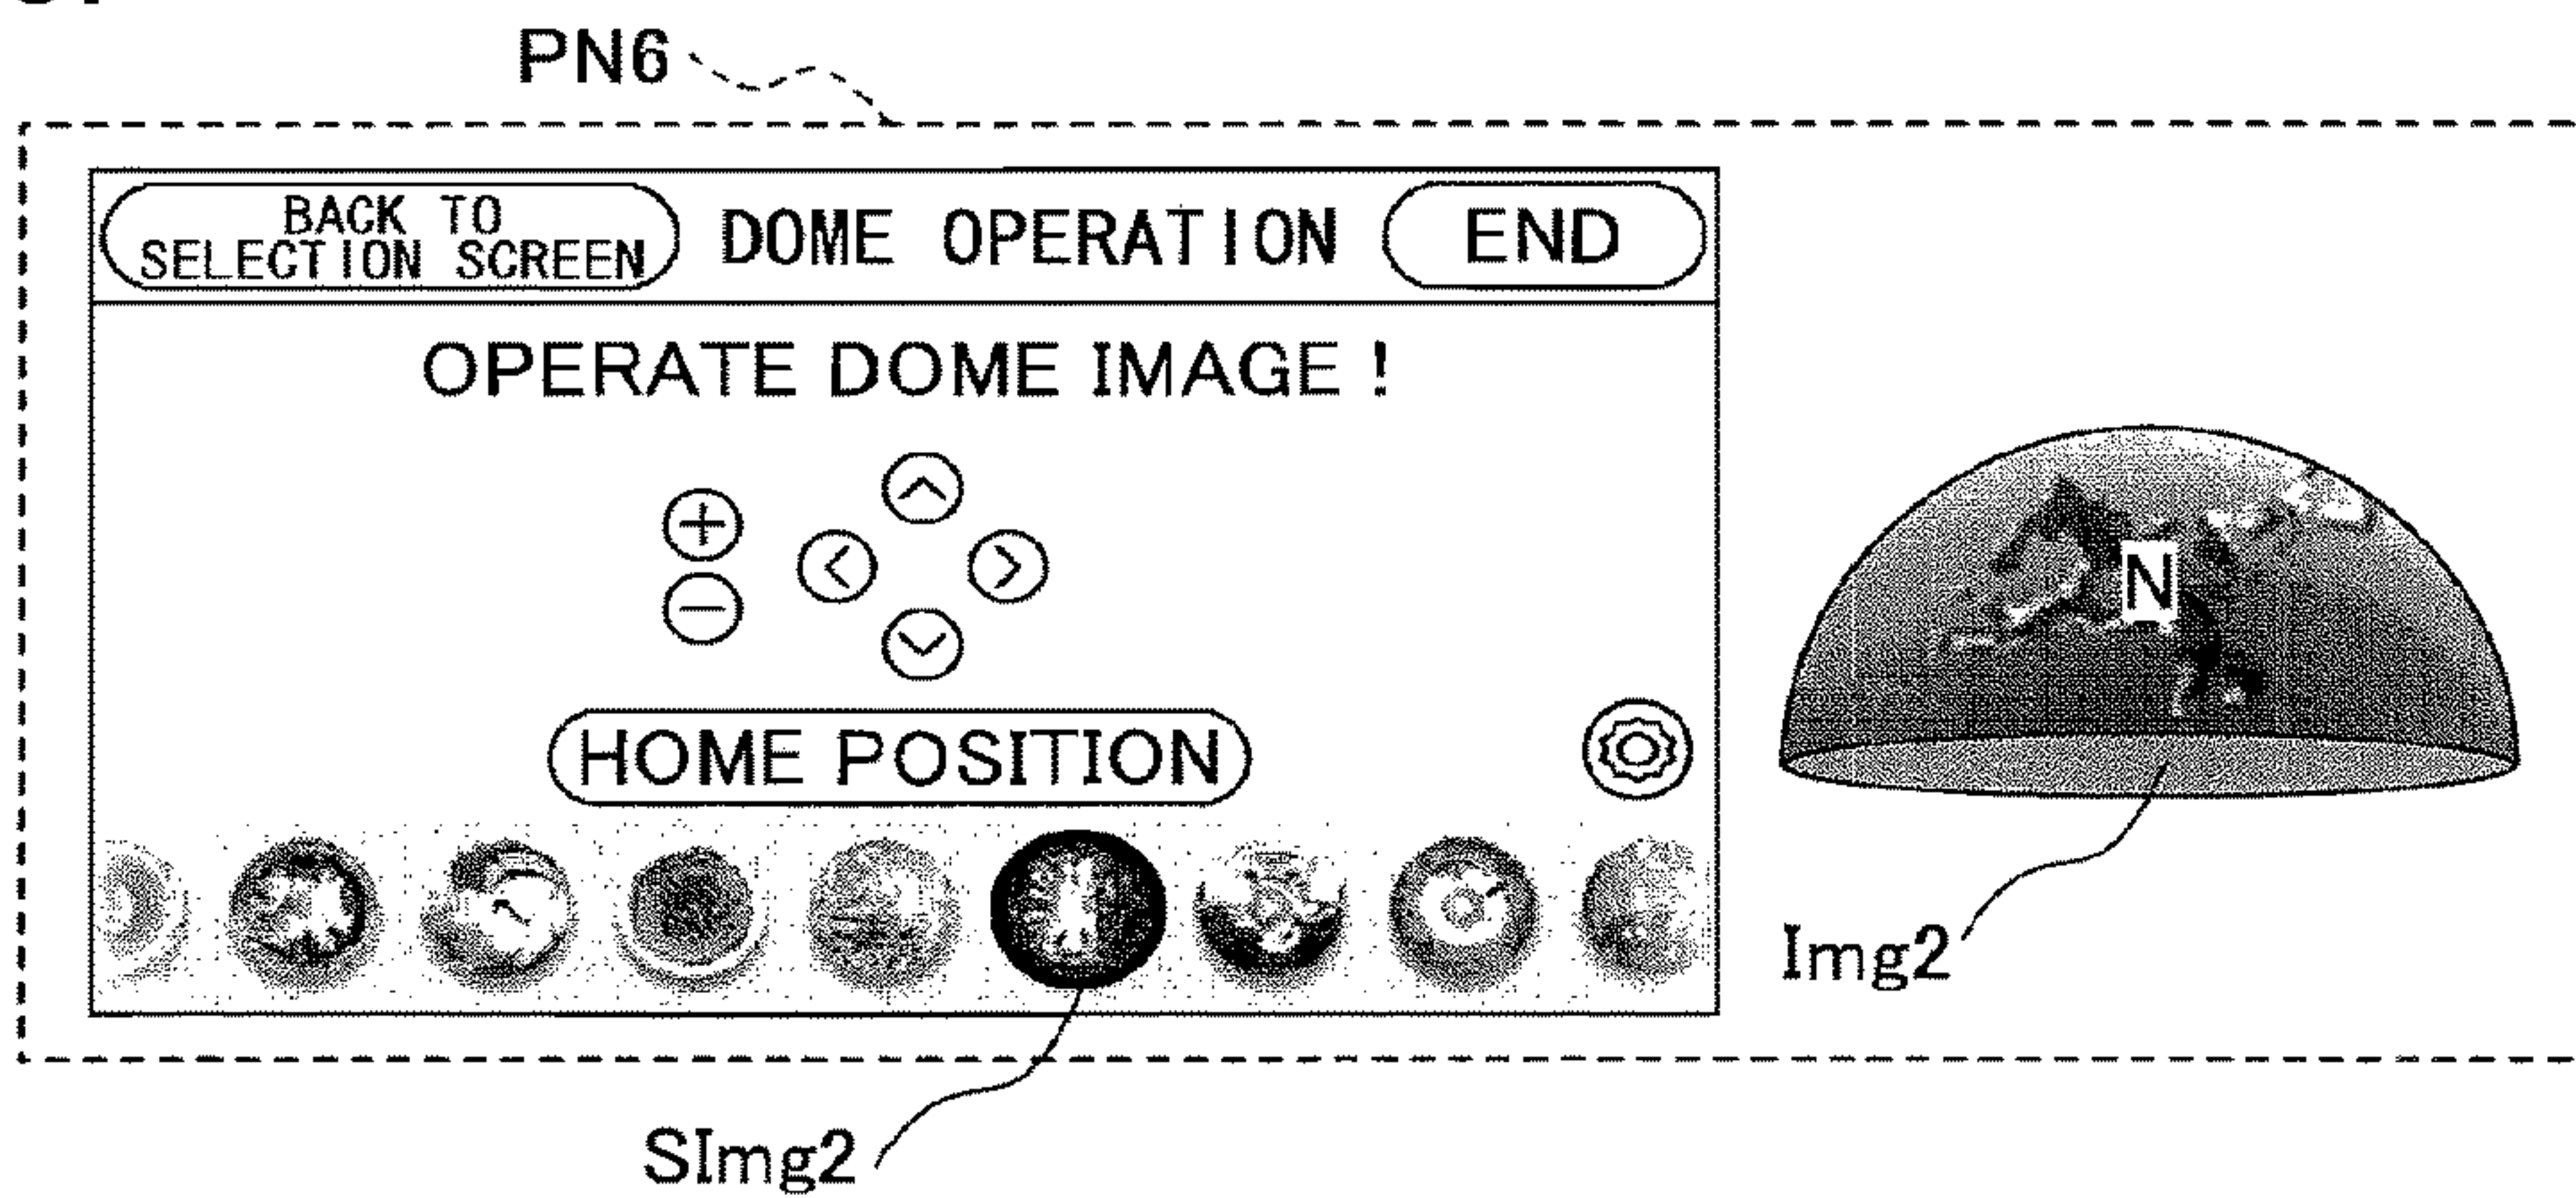 PN6
BACK TO
SELECTION SCREEN
DOME OPERATION
END
OPERATE DOME IMAGE !
N
HOME POSITION
Img2
SImg2